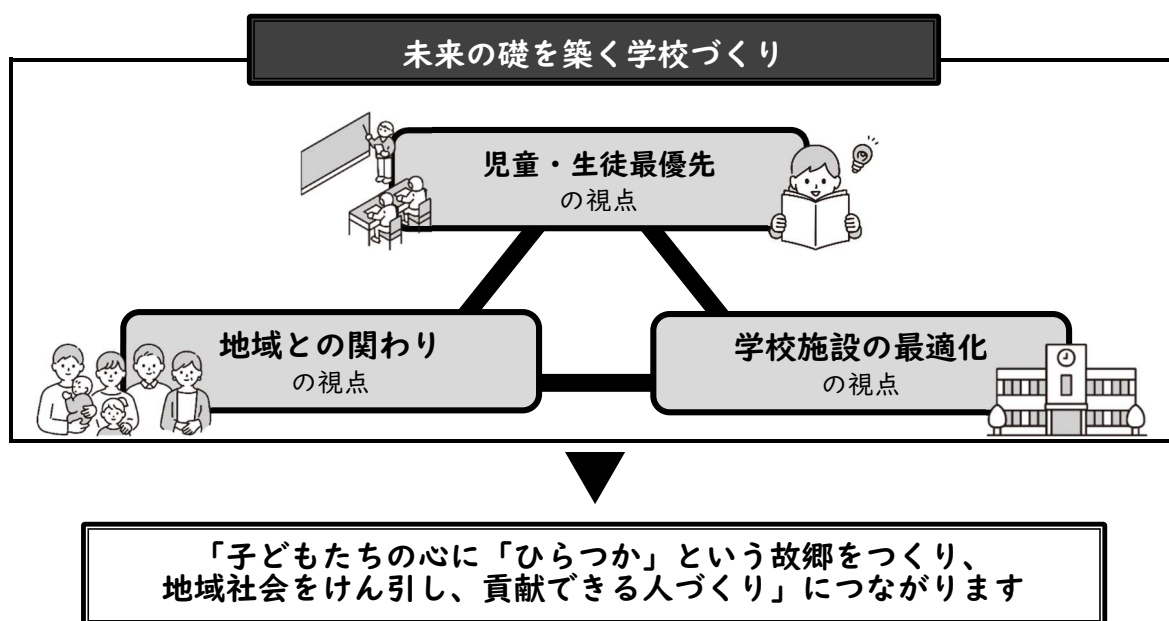 未来の礎を築く学校づくり
児童・生徒最優先
の視点
地域との関わり
の視点
学校施設の最適化
の視点
「子どもたちの心に「ひらつか」という故郷をつくり、
地域社会をけん引し、貢献できる人づくり」につながります